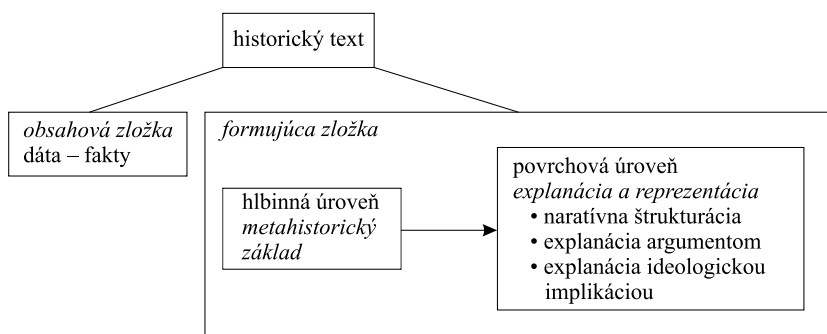 historický text
obsahová zložka
dáta – fakty
formujúca zložka
hlbinná úroveň
metahistorický
základ
povrchová úroveň
explanácia a reprezentácia
• naratívna štrukturácia
• explanácia argumentom
• explanácia ideologickou
implikáciou